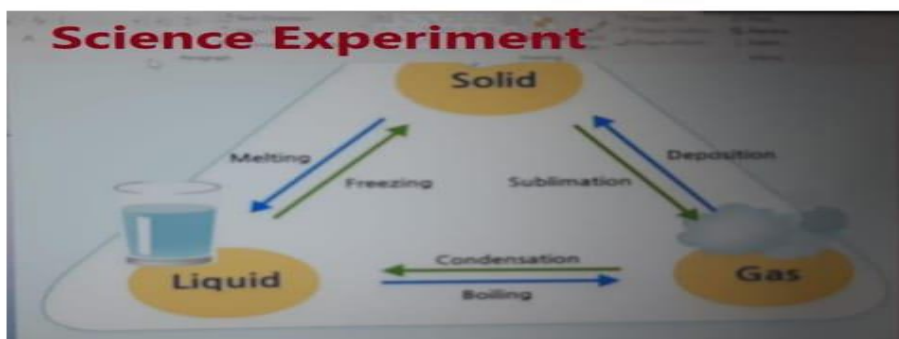 Science Experiment
Solid
Melting
Deposition
Freezing
Sublimation
Condensation
Liquid
Gas
Boiling